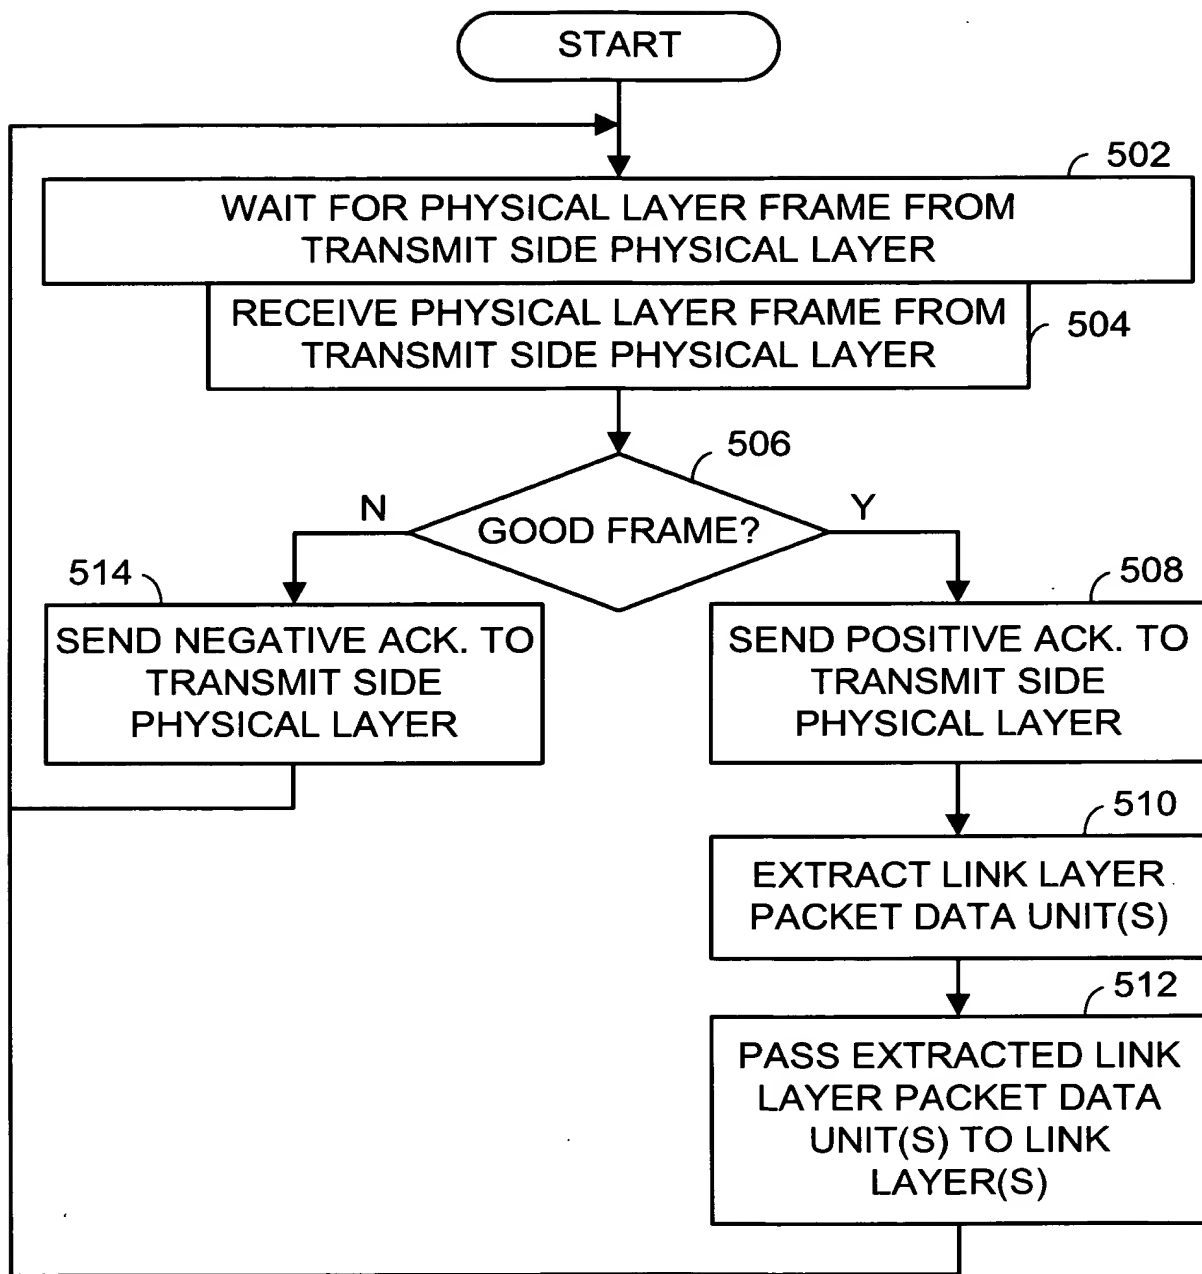 START
502
WAIT FOR PHYSICAL LAYER FRAME FROM
TRANSMIT SIDE PHYSICAL LAYER
RECEIVE PHYSICAL LAYER FRAME FROM
TRANSMIT SIDE PHYSICAL LAYER
504
506
N
GOOD FRAME?
Y
514
SEND NEGATIVE ACK. TO
TRANSMIT SIDE
PHYSICAL LAYER
508
SEND POSITIVE ACK. TO
TRANSMIT SIDE
PHYSICAL LAYER
510
EXTRACT LINK LAYER
PACKET DATA UNIT(S)
512
PASS EXTRACTED LINK
LAYER PACKET DATA
UNIT(S) TO LINK
LAYER(S)